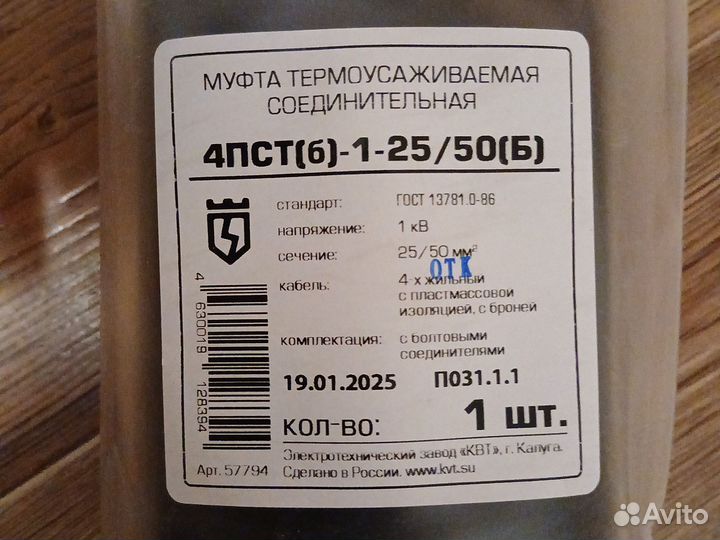 МУФТА ТЕРМОУСАЖИВАЕМАЯ
СОЕДИНИТЕЛЬНАЯ
4ПСТ(б)-1-25/50(Б)
стандарт: ГОСТ 13781.0-86
напряжение: 1 кВ
сечение: 25/50 мм²
ОТК
кабель: 4-х жильный
с пластмассовой
изоляцией, с броней
комплектация: с болтовыми
соединителями
19.01.2025 П031.1.1
КОЛ-ВО: 1 шт.
Электротехнический завод «КВТ», г. Калуга.
Сделано в России. www.kvt.su
4 630019 128394
Арт. 57794
Avito